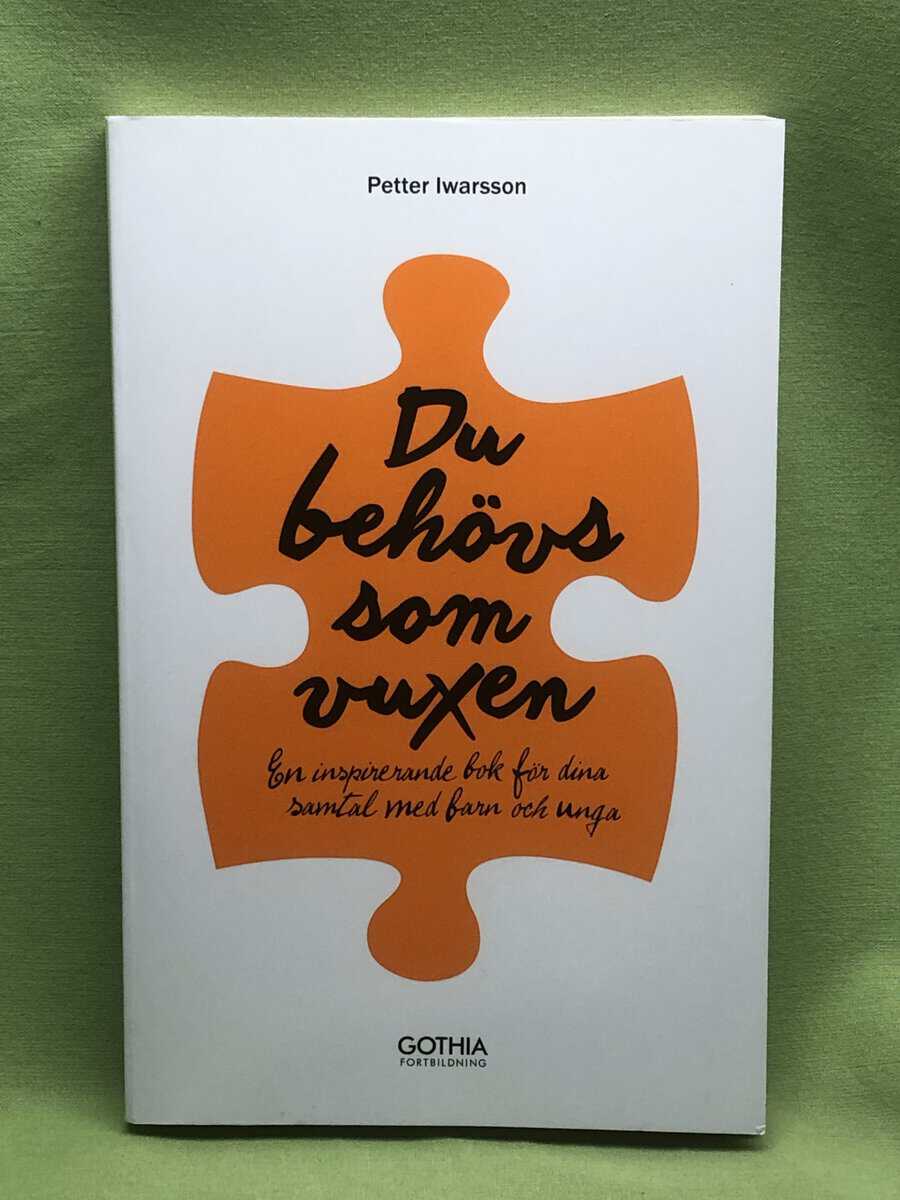 Petter Iwarsson
Du
behövs
som
vuxen
En inspirerande bok för dina
samtal med barn och unga
GOTHIA
FORTBILDNING